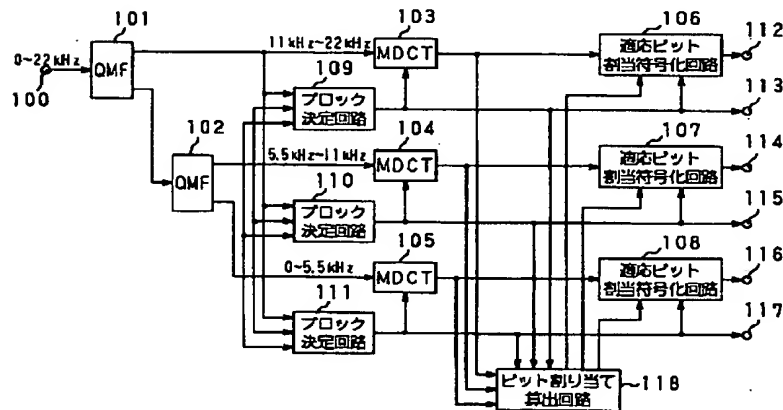 101
0~22kHz
QMF
100
11kHz~22kHz
103
MDCT
106
適応ビット
割当符号化回路
112
109
ブロック
決定回路
113
102
QMF
5.5kHz~11kHz
104
MDCT
107
適応ビット
割当符号化回路
114
110
ブロック
決定回路
115
0~5.5kHz
105
MDCT
108
適応ビット
割当符号化回路
116
111
ブロック
決定回路
117
ビット割り当て
算出回路
118